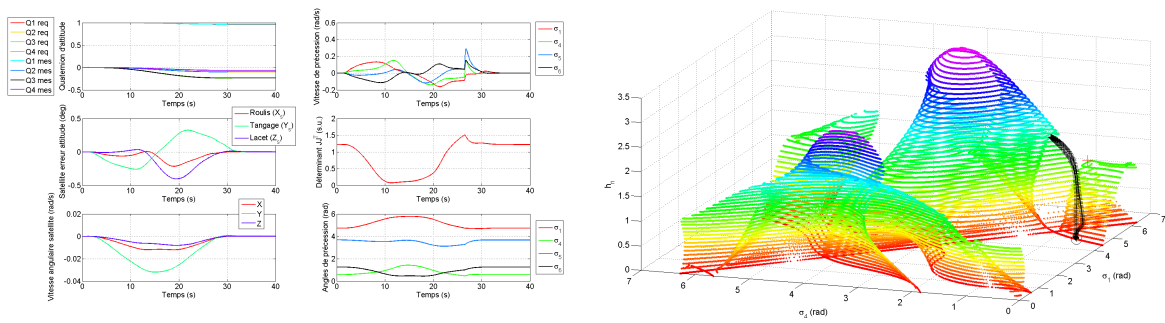 Q1 req
Q2 req
Q3 req
Q4 req
Q1 mes
Q2 mes
Q3 mes
Q4 mes
Quaternion d'attitude
1
0.5
0
-0.5
0 10 20 30 40
Temps (s)
Vitesse de précession (rad/s)
0.6
0.4
0.2
0
-0.2
0 10 20 30 40
Temps (s)
σ1
σ4
σ5
σ6
Satellite erreur attitude (deg)
0.5
0
-0.5
0 10 20 30 40
Temps (s)
Roulis (Xs)
Tangage (Ys)
Lacet (Zs)
Déterminant JJT (s.u.)
2
1.5
1
0.5
0
0 10 20 30 40
Temps (s)
Vitesse angulaire satellite (rad/s)
0.02
0
-0.02
-0.04
0 10 20 30 40
Temps (s)
X
Y
Z
Angles de précession (rad)
6
4
2
0
0 10 20 30 40
Temps (s)
σ1
σ4
σ5
σ6
hn
3.5
3
2.5
2
1.5
1
0.5
0
7 6 5 4 3 2 1 0
σ4 (rad)
0 1 2 3 4 5 6 7
σ1 (rad)